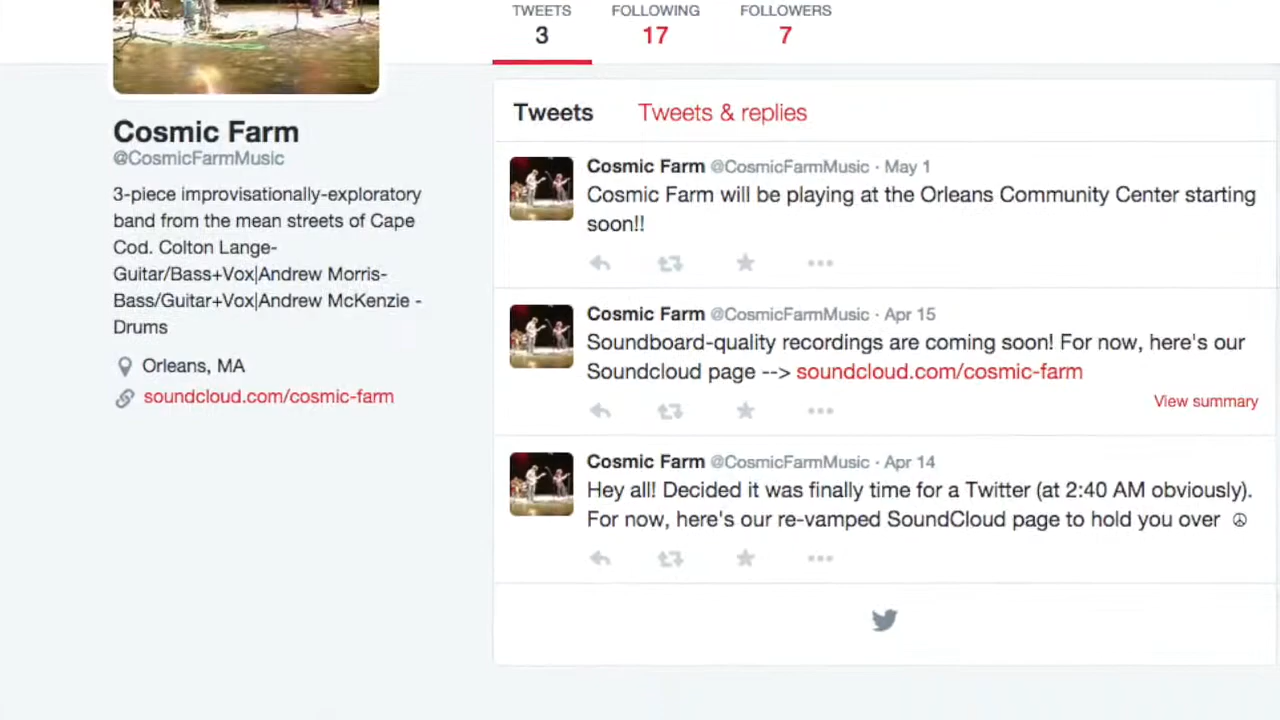 TWEETS FOLLOWING FOLLOWERS
3 17 7
Cosmic Farm
@CosmicFarmMusic
3-piece improvisationally-exploratory
band from the mean streets of Cape
Cod. Colton Lange-
Guitar/Bass+Vox|Andrew Morris-
Bass/Guitar+Vox|Andrew McKenzie -
Drums
Orleans, MA
soundcloud.com/cosmic-farm
Tweets Tweets & replies
Cosmic Farm @CosmicFarmMusic · May 1
Cosmic Farm will be playing at the Orleans Community Center starting
soon!!
Cosmic Farm @CosmicFarmMusic · Apr 15
Soundboard-quality recordings are coming soon! For now, here's our
Soundcloud page --> soundcloud.com/cosmic-farm
View summary
Cosmic Farm @CosmicFarmMusic · Apr 14
Hey all! Decided it was finally time for a Twitter (at 2:40 AM obviously).
For now, here's our re-vamped SoundCloud page to hold you over ☮